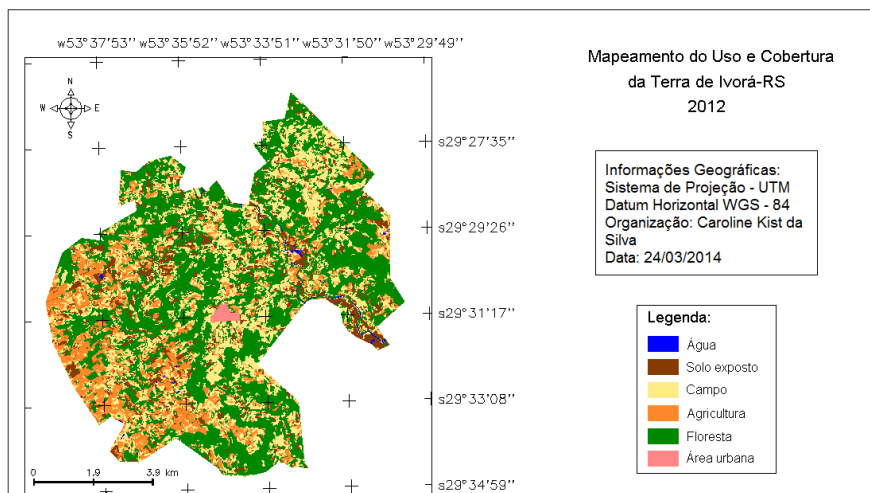 w53°37'53'' w53°35'52'' w53°33'51'' w53°31'50'' w53°29'49''
N
W E
S
s29°27'35''
s29°29'26''
s29°31'17''
s29°33'08''
s29°34'59''
0 1.9 3.9 km
Mapeamento do Uso e Cobertura
da Terra de Ivorá-RS
2012
Informações Geográficas:
Sistema de Projeção - UTM
Datum Horizontal WGS - 84
Organização: Caroline Kist da
Silva
Data: 24/03/2014
Legenda:
Água
Solo exposto
Campo
Agricultura
Floresta
Área urbana